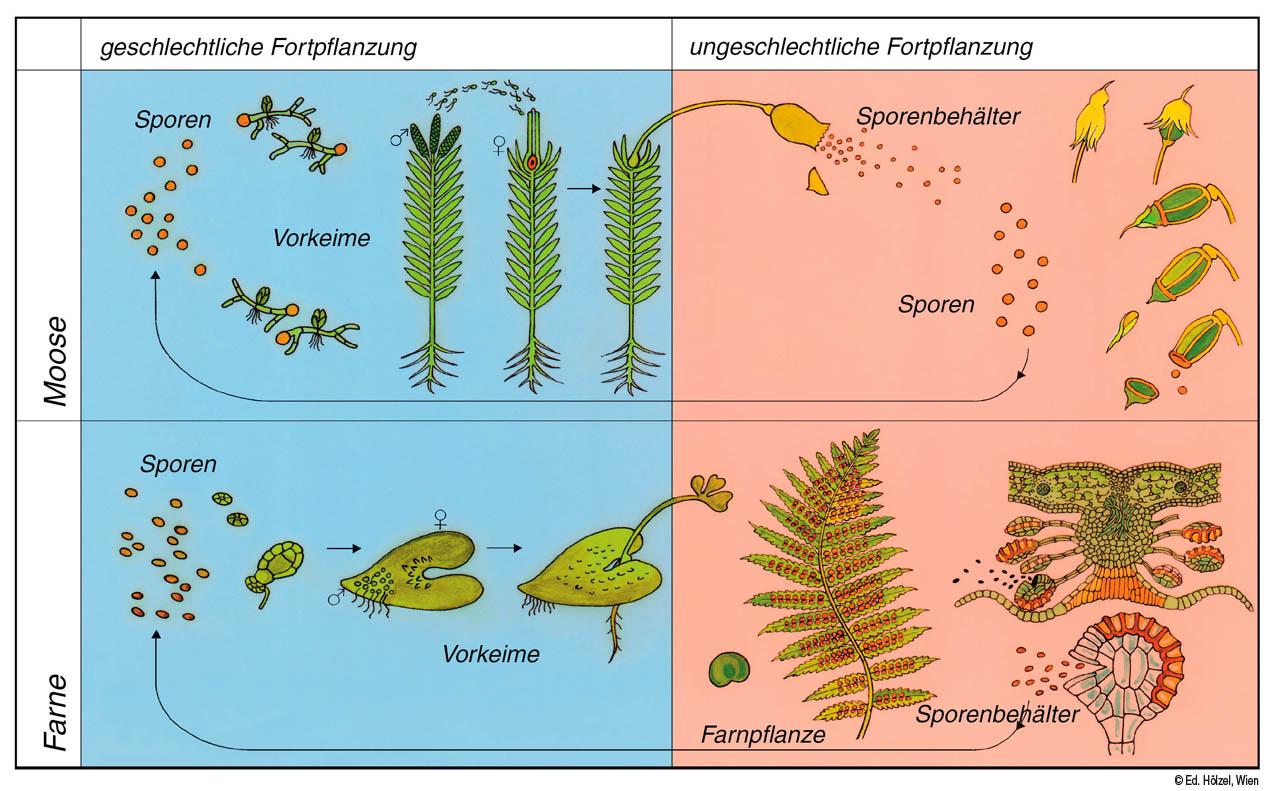 geschlechtliche Fortpflanzung
ungeschlechtliche Fortpflanzung
Moose
Sporen
♂
♀
Vorkeime
Sporenbehälter
Sporen
Farne
Sporen
♀
♂
Vorkeime
Farnpflanze
Sporenbehälter
© Ed. Hölzel, Wien